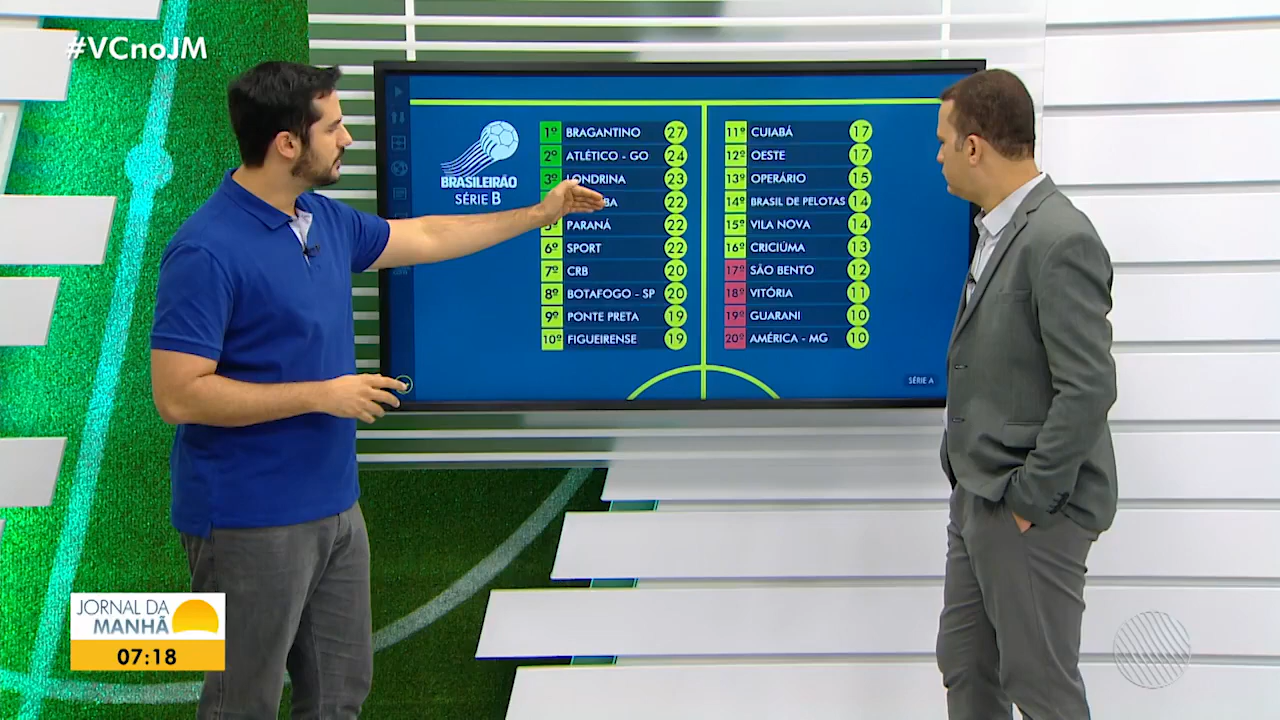 #VCnoJM
BRASILEIRÃO
SÉRIE B
1º BRAGANTINO 27
2º ATLÉTICO - GO 24
3º LONDRINA 23
BA 22
5º PARANÁ 22
6º SPORT 22
7º CRB 20
8º BOTAFOGO - SP 20
9º PONTE PRETA 19
10º FIGUEIRENSE 19
11º CUIABÁ 17
12º OESTE 17
13º OPERÁRIO 15
14º BRASIL DE PELOTAS 14
15º VILA NOVA 14
16º CRICIÚMA 13
17º SÃO BENTO 12
18º VITÓRIA 11
19º GUARANI 10
20º AMÉRICA - MG 10
SÉRIE A
JORNAL DA
MANHÃ
07:18